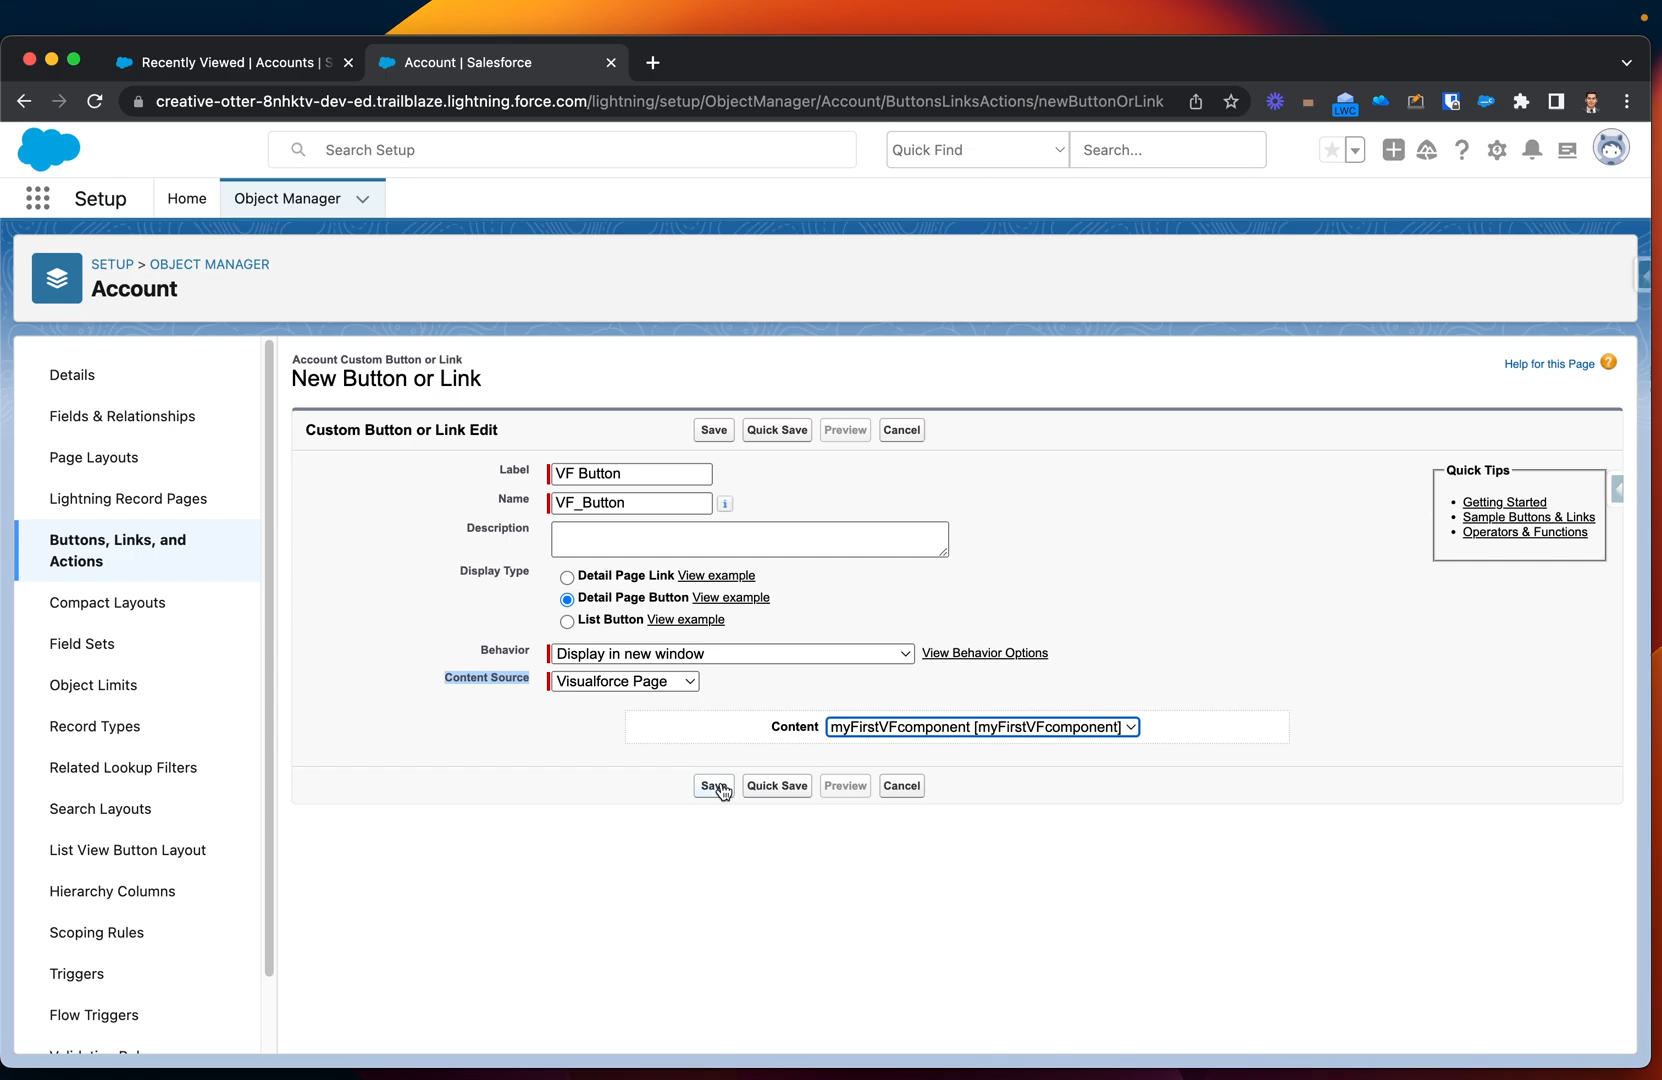 Recently Viewed | Accounts | S
Account | Salesforce
creative-otter-8nhktv-dev-ed.trailblaze.lightning.force.com/lightning/setup/ObjectManager/Account/ButtonsLinksActions/newButtonOrLink
LWC
Search Setup
Quick Find
Search...
Setup
Home
Object Manager
SETUP > OBJECT MANAGER
Account
Details
Fields & Relationships
Page Layouts
Lightning Record Pages
Buttons, Links, and
Actions
Compact Layouts
Field Sets
Object Limits
Record Types
Related Lookup Filters
Search Layouts
List View Button Layout
Hierarchy Columns
Scoping Rules
Triggers
Flow Triggers
Account Custom Button or Link
New Button or Link
Help for this Page ?
Custom Button or Link Edit
Save
Quick Save
Preview
Cancel
Label
VF Button
Name
VF_Button
i
Description
Display Type
Detail Page Link View example
Detail Page Button View example
List Button View example
Behavior
Display in new window
View Behavior Options
Content Source
Visualforce Page
Content
myFirstVFcomponent [myFirstVFcomponent]
Save
Quick Save
Preview
Cancel
Quick Tips
• Getting Started
• Sample Buttons & Links
• Operators & Functions